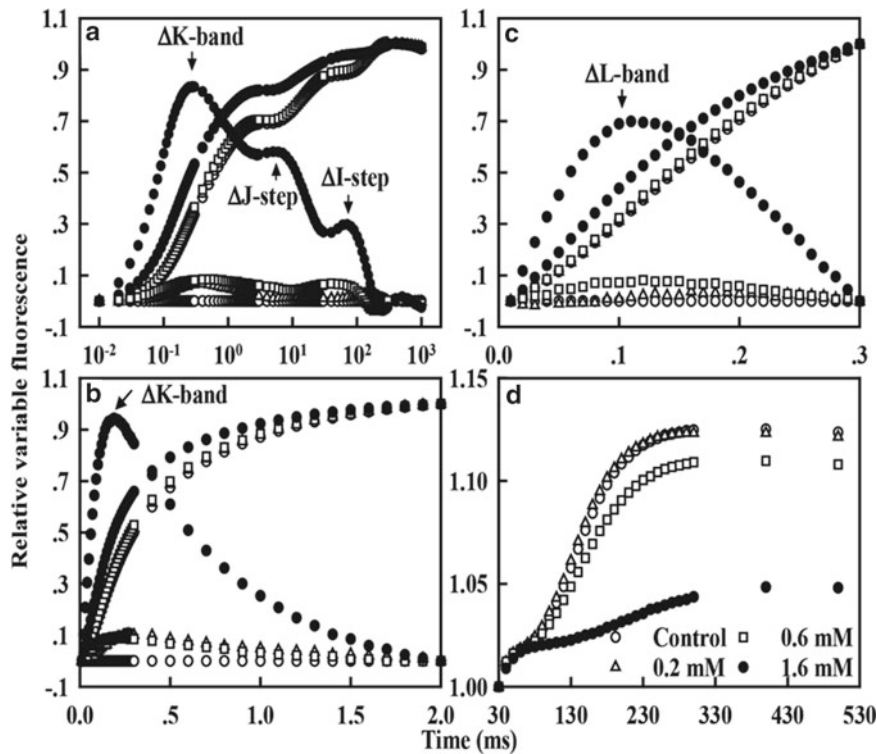 Relative variable fluorescence
a
ΔK-band
ΔJ-step
ΔI-step
1.1
.9
.7
.5
.3
.1
-.1
10⁻² 10⁻¹ 10⁰ 10¹ 10² 10³
c
ΔL-band
1.1
.9
.7
.5
.3
.1
-.1
0.0 .1 .2 .3
b
ΔK-band
1.1
.9
.7
.5
.3
.1
-.1
0.0 .5 1.0 1.5 2.0
d
1.15
1.10
1.05
1.00
Control 0.6 mM
0.2 mM 1.6 mM
30 130 230 330 430 530
Time (ms)